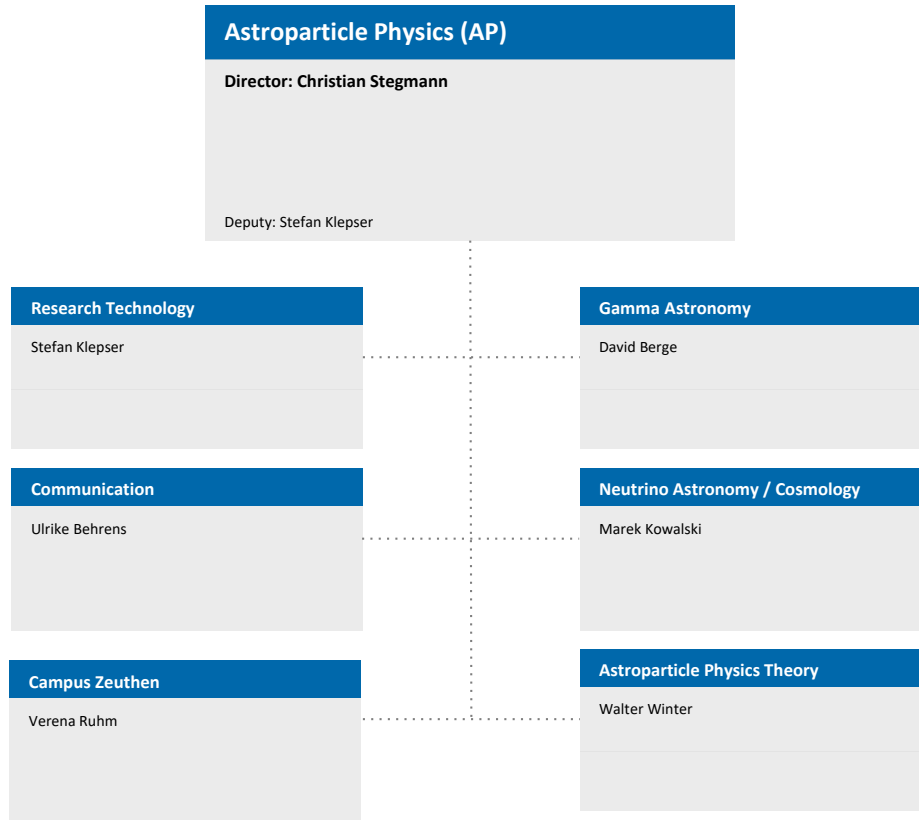 Astroparticle Physics (AP)
Director: Christian Stegmann
Deputy: Stefan Klepser
Research Technology
Stefan Klepser
Gamma Astronomy
David Berge
Communication
Ulrike Behrens
Neutrino Astronomy / Cosmology
Marek Kowalski
Campus Zeuthen
Verena Ruhm
Astroparticle Physics Theory
Walter Winter